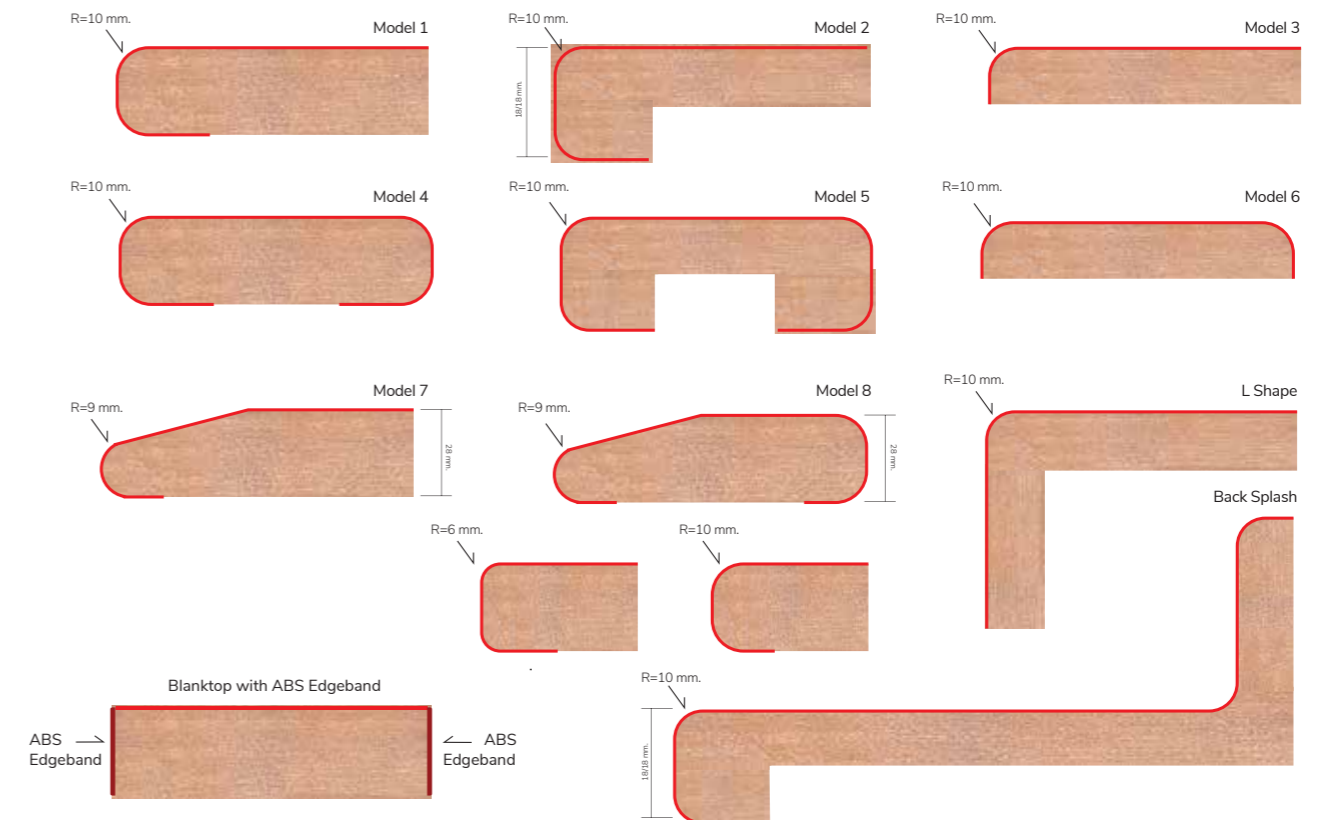 R=10 mm.
Model 1
R=10 mm.
Model 2
18/18 mm.
R=10 mm.
Model 3
R=10 mm.
Model 4
R=10 mm.
Model 5
R=10 mm.
Model 6
R=9 mm.
Model 7
28 mm.
R=9 mm.
Model 8
28 mm.
R=10 mm.
L Shape
Back Splash
R=6 mm.
R=10 mm.
Blanktop with ABS Edgeband
ABS
Edgeband
ABS
Edgeband
R=10 mm.
18/18 mm.